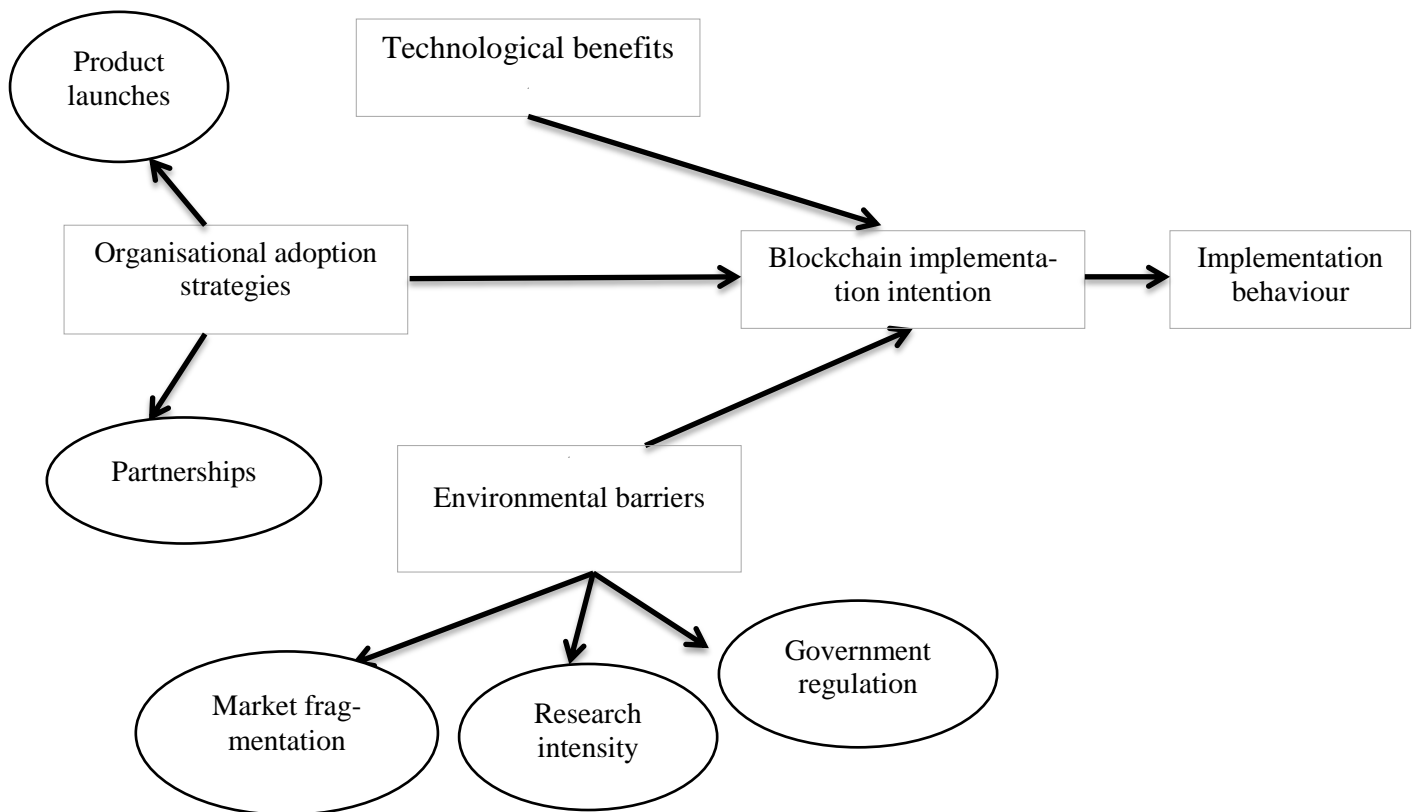 Product
launches
Technological benefits
Organisational adoption
strategies
Blockchain implementa-
tion intention
Implementation
behaviour
Partnerships
Environmental barriers
Market frag-
mentation
Research
intensity
Government
regulation